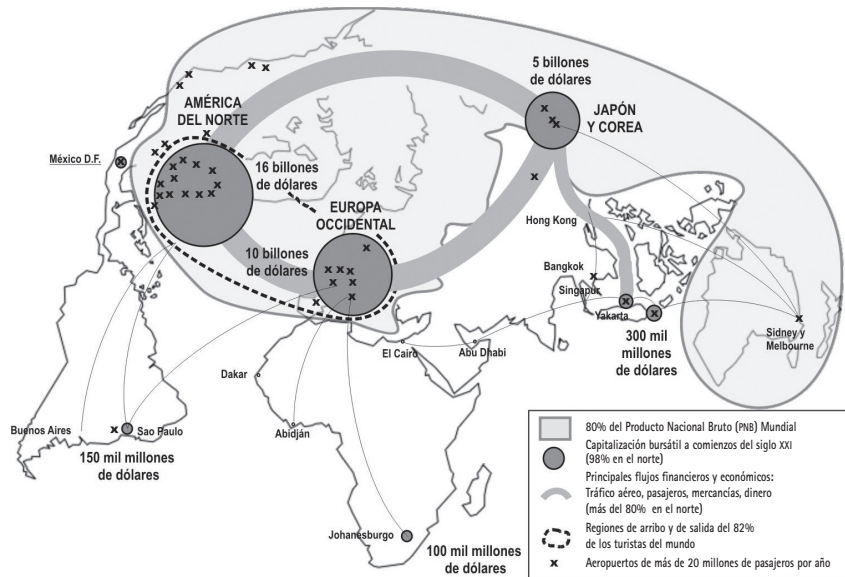 5 billones
de dólares
AMÉRICA
DEL NORTE
JAPÓN
Y COREA
México D.F.
16 billones
de dólares
EUROPA
OCCIDENTAL
Hong Kong
10 billones
de dólares
Bangkok
Singapur
Yakarta
Sidney y
Melbourne
300 mil
millones
de dólares
El Cairo
Abu Dhabi
Dakar
Abidján
Buenos Aires
Sao Paulo
150 mil millones
de dólares
Johanesburgo
100 mil millones
de dólares
80% del Producto Nacional Bruto (PNB) Mundial
Capitalización bursátil a comienzos del siglo XXI
(98% en el norte)
Principales flujos financieros y económicos:
Tráfico aéreo, pasajeros, mercancías, dinero
(más del 80% en el norte)
Regiones de arribo y de salida del 82%
de los turistas del mundo
x Aeropuertos de más de 20 millones de pasajeros por año